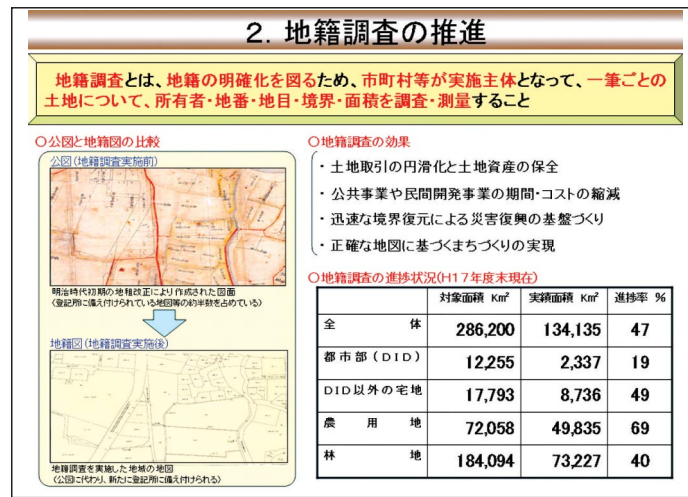 2．地籍調査の推進
地籍調査とは、地籍の明確化を図るため、市町村等が実施主体となって、一筆ごとの
土地について、所有者・地番・地目・境界・面積を調査・測量すること
○公図と地籍図の比較
公図(地籍調査実施前)
明治時代初期の地租改正により作成された図面
(登記所に備え付けられている地図等の約半数を占めている)
地籍図(地籍調査実施後)
地籍調査を実施した地域の地図
(公図に代わり、新たに登記所に備え付けられる)
○地籍調査の効果
・土地取引の円滑化と土地資産の保全
・公共事業や民間開発事業の期間・コストの縮減
・迅速な境界復元による災害復興の基盤づくり
・正確な地図に基づくまちづくりの実現
○地籍調査の進捗状況(H17年度末現在)
対象面積 Km² 実績面積 Km² 進捗率 %
全体 286,200 134,135 47
都市部(DID) 12,255 2,337 19
DID以外の宅地 17,793 8,736 49
農用地 72,058 49,835 69
林地 184,094 73,227 40